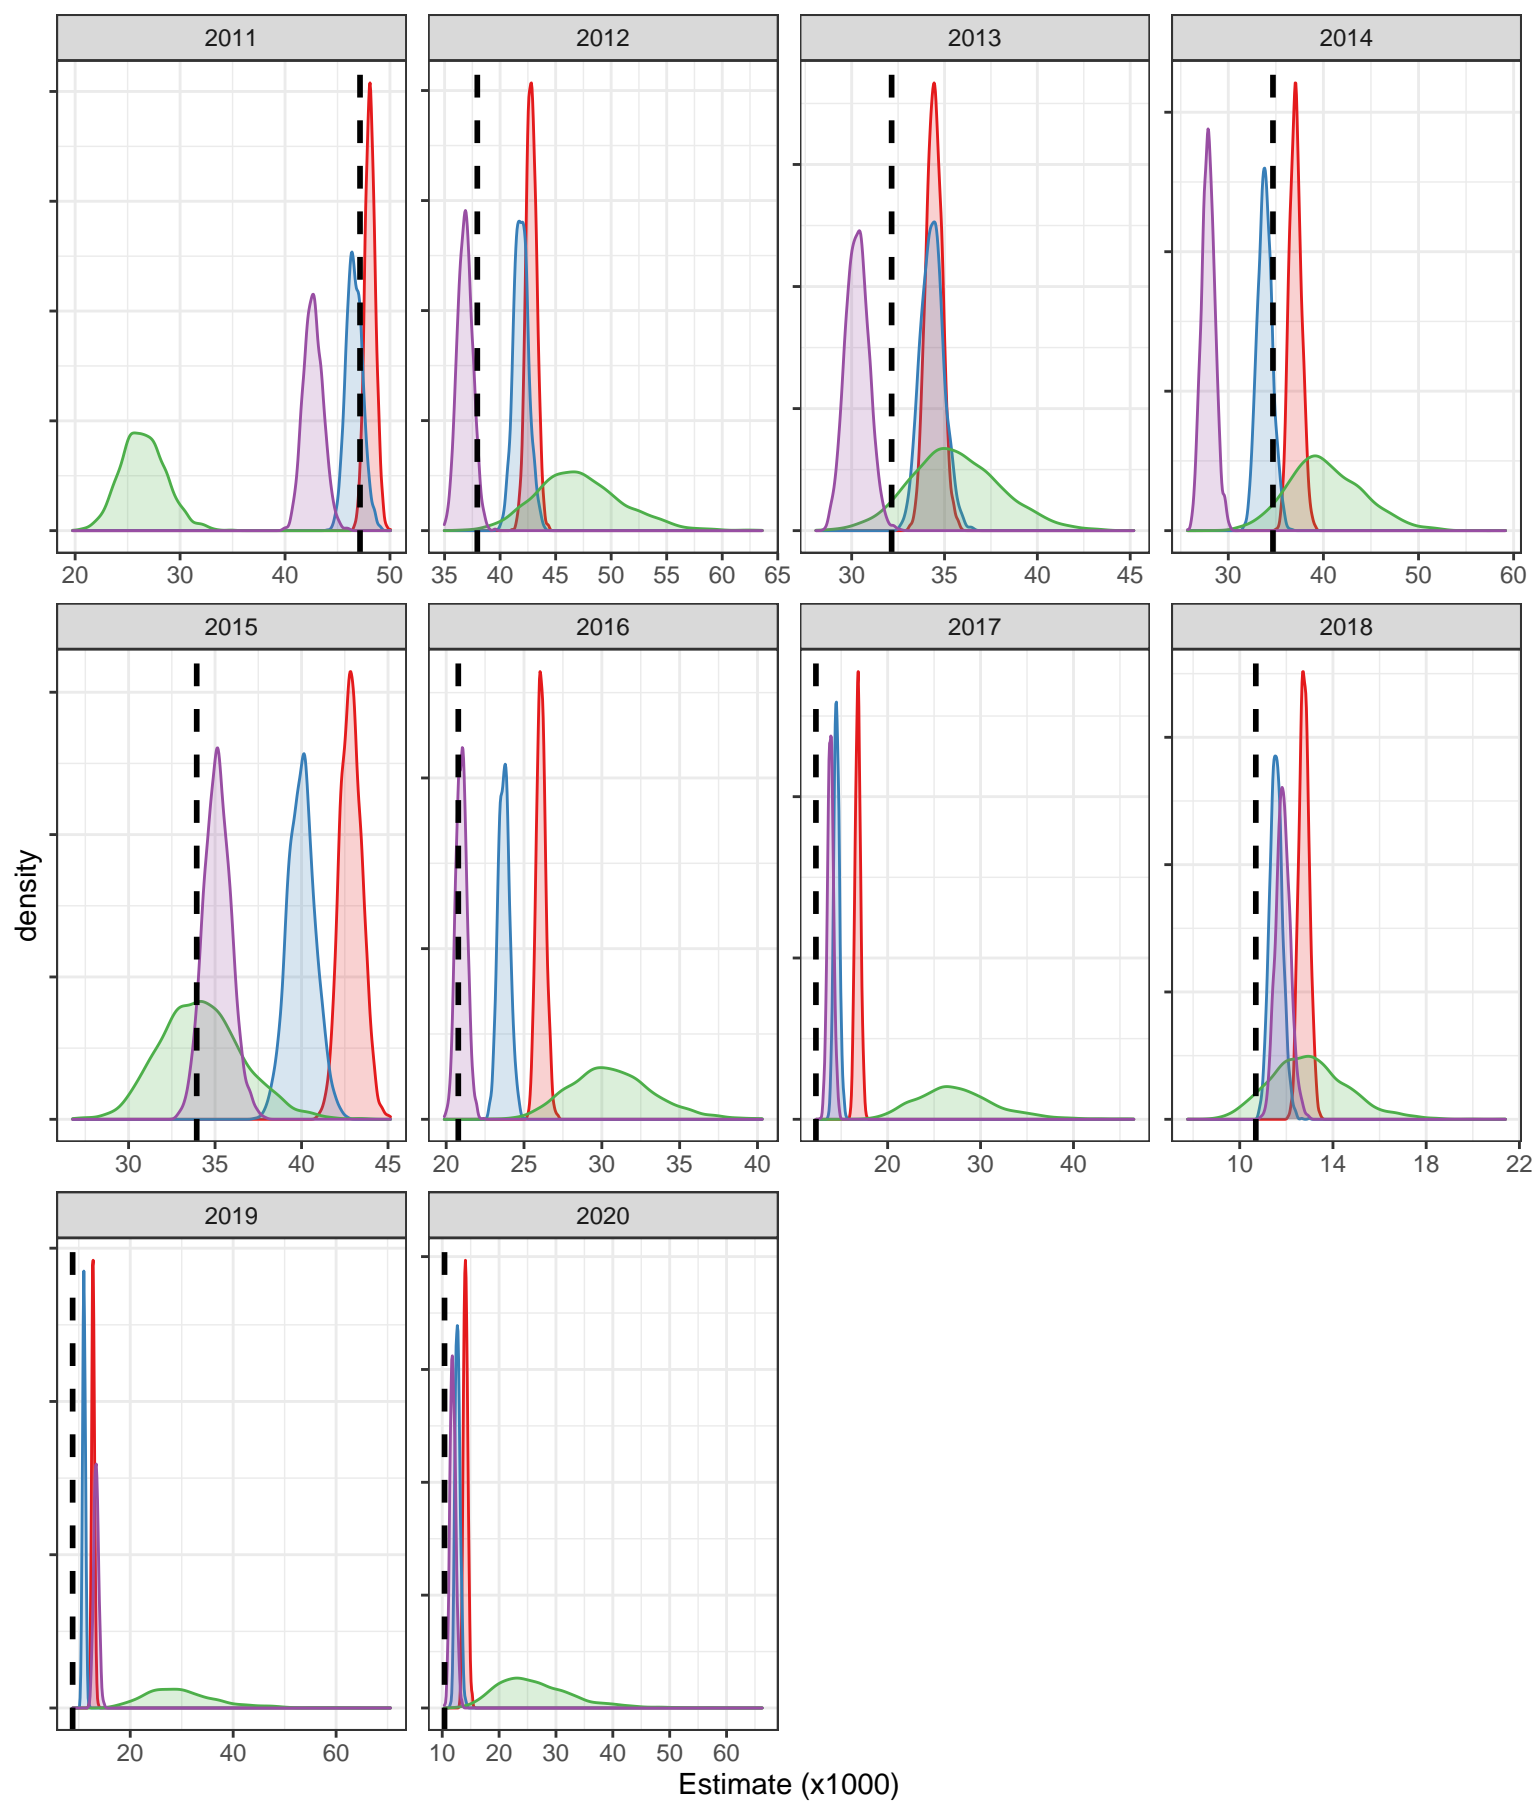 2011 2012 2013 2014
20 30 40 50 35 40 45 50 55 60 65 30 35 40 45 30 40 50 60
2015 2016 2017 2018
density
30 35 40 45 20 25 30 35 40 20 30 40 10 14 18 22
2019 2020
20 40 60 10 20 30 40 50 60
Estimate (x1000)